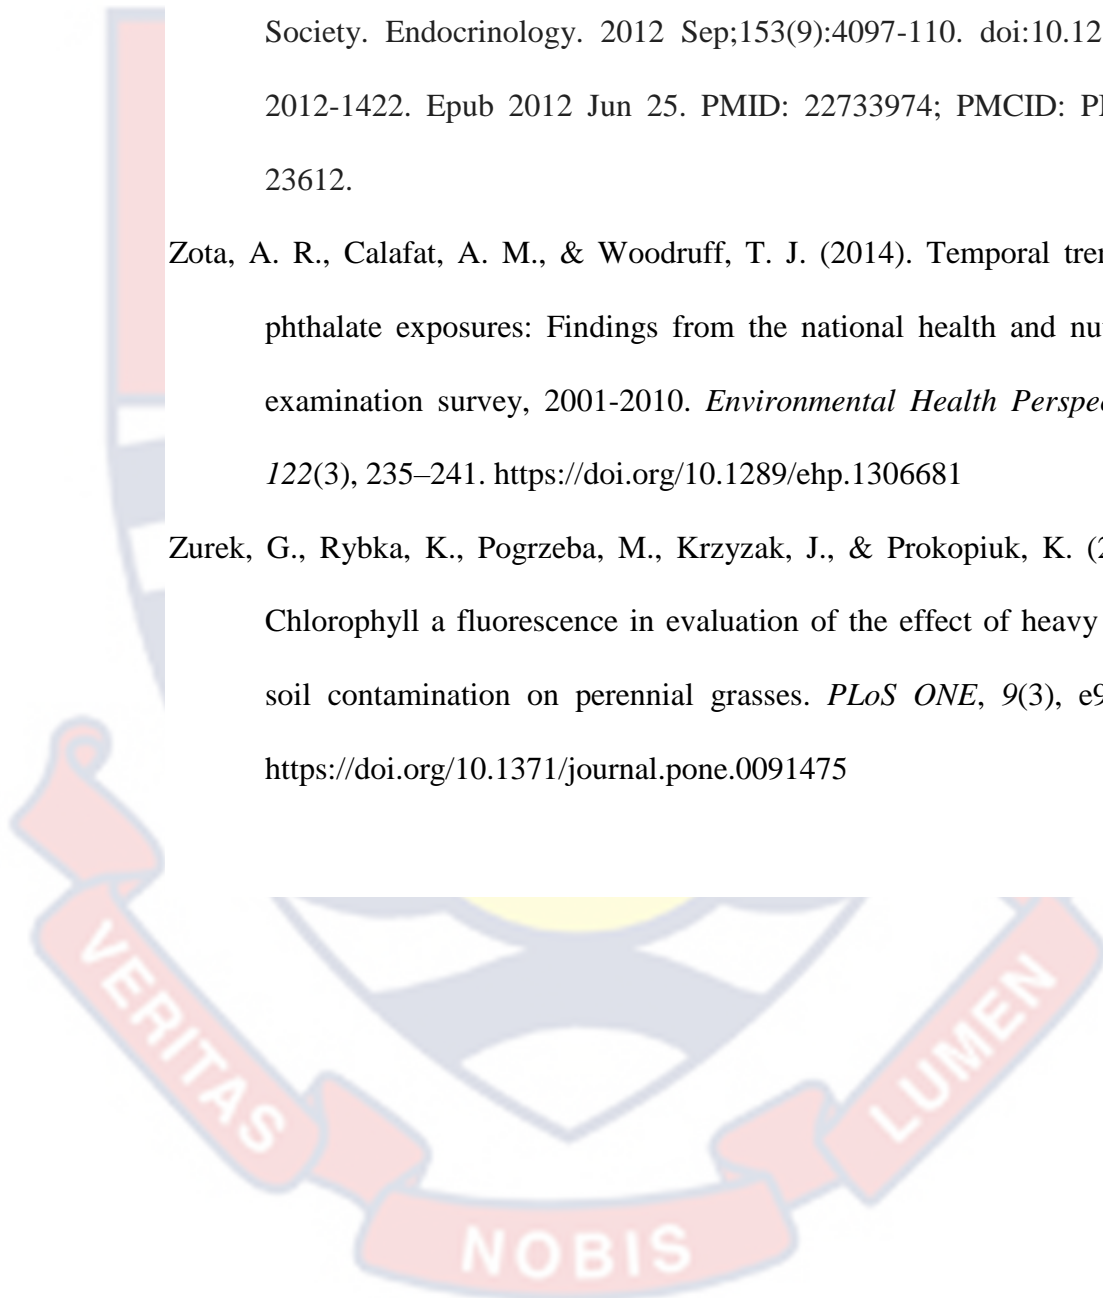 Society. Endocrinology. 2012 Sep;153(9):4097-110. doi:10.12
2012-1422. Epub 2012 Jun 25. PMID: 22733974; PMCID:
23612.
Zota, A. R., Calafat, A. M., & Woodruff, T. J. (2014). Temporal
phthalate exposures: Findings from the national health and
examination survey, 2001-2010. Environmental Health
122(3), 235–241. https://doi.org/10.1289/ehp.1306681
Zurek, G., Rybka, K., Pogrzeba, M., Krzyzak, J., & Prokopiuk, K.
Chlorophyll a fluorescence in evaluation of the effect of heavy
soil contamination on perennial grasses. PLoS ONE, 9(3),
https://doi.org/10.1371/journal.pone.0091475
VERITAS
NOBIS
LUMEN